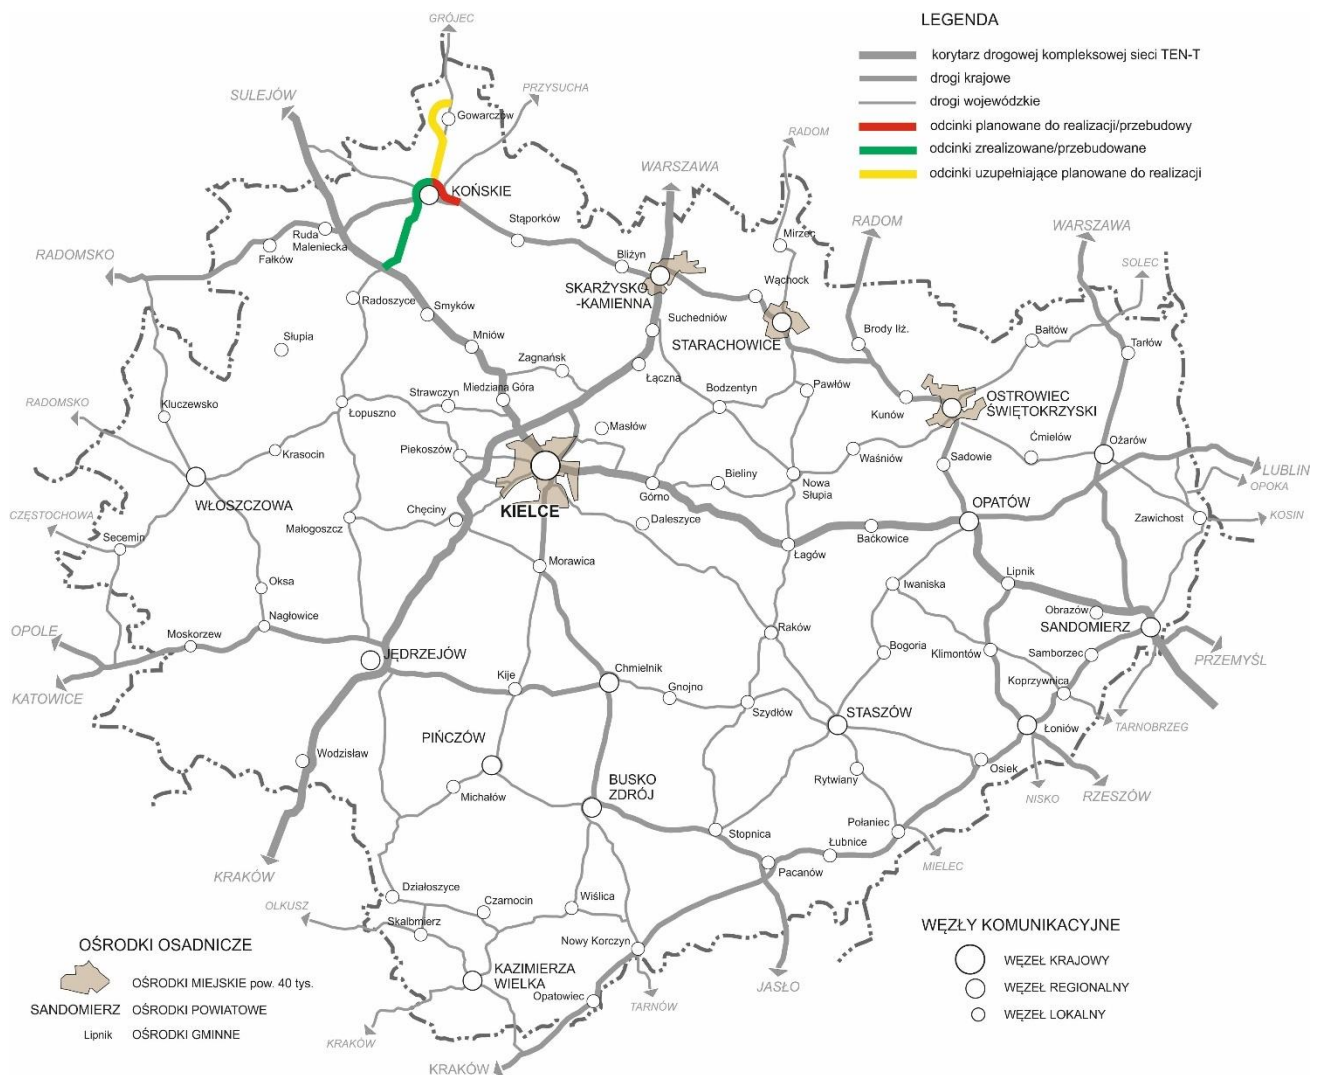 GRÓJEC
LEGENDA
korytarz drogowej kompleksowej sieci TEN-T
drogi krajowe
drogi wojewódzkie
odcinki planowane do realizacji/przebudowy
odcinki zrealizowane/przebudowane
odcinki uzupełniające planowane do realizacji
SULEJÓW
PRZYSUCHA
Gowarczów
RADOM
WARSZAWA
KOŃSKIE
Stąporków
RADOM
WARSZAWA
Ruda
Maleniecka
Fałków
Mirzec
RADOMSKO
Bliżyn
SOLEC
SKARŻYSKO
-KAMIENNA
Wąchock
Radoszyce
Smyków
Suchedniów
STARACHOWICE
Brody Iłż.
Bałtów
Tarłów
Słupia
Mniów
Zagnańsk
Łączna
Strawczyn
Miedziana Góra
Bodzentyn
Pawłów
RADOMSKO
Kluczewsko
Łopuszno
Kunów
OSTROWIEC
ŚWIĘTOKRZYSKI
Masłów
Krasocin
Piekoszów
Waśniów
Ćmielów
Ożarów
Sadowie
LUBLIN
OPOKA
Górno
Bieliny
Nowa
Słupia
WŁOSZCZOWA
KIELCE
OPATÓW
CZĘSTOCHOWA
Małogoszcz
Chęciny
Daleszyce
Zawichost
KOSIN
Secemin
Łagów
Baćkowice
Morawica
Oksa
Iwaniska
Lipnik
Nagłowice
Obrazów
SANDOMIERZ
OPOLE
Moskorzew
Raków
Bogoria
Klimontów
Samborzec
PRZEMYŚL
JĘDRZEJÓW
Chmielnik
KATOWICE
Kije
Gnojno
Koprzywnica
Szydłów
STASZÓW
Łoniów
TARNOBRZEG
PIŃCZÓW
Wodzisław
Osiek
BUSKO
ZDRÓJ
Rytwiany
Michałów
NISKO
RZESZÓW
Połaniec
Stopnica
Łubnice
MIELEC
KRAKÓW
Pacanów
Działoszyce
Czarnocin
Wiślica
OLKUSZ
Skalbmierz
Nowy Korczyn
KAZIMIERZA
WIELKA
JASŁO
Opatowiec
TARNÓW
KRAKÓW
KRAKÓW
OŚRODKI OSADNICZE
OŚRODKI MIEJSKIE pow. 40 tys.
SANDOMIERZ OŚRODKI POWIATOWE
Lipnik OŚRODKI GMINNE
WĘZŁY KOMUNIKACYJNE
WĘZEŁ KRAJOWY
WĘZEŁ REGIONALNY
WĘZEŁ LOKALNY